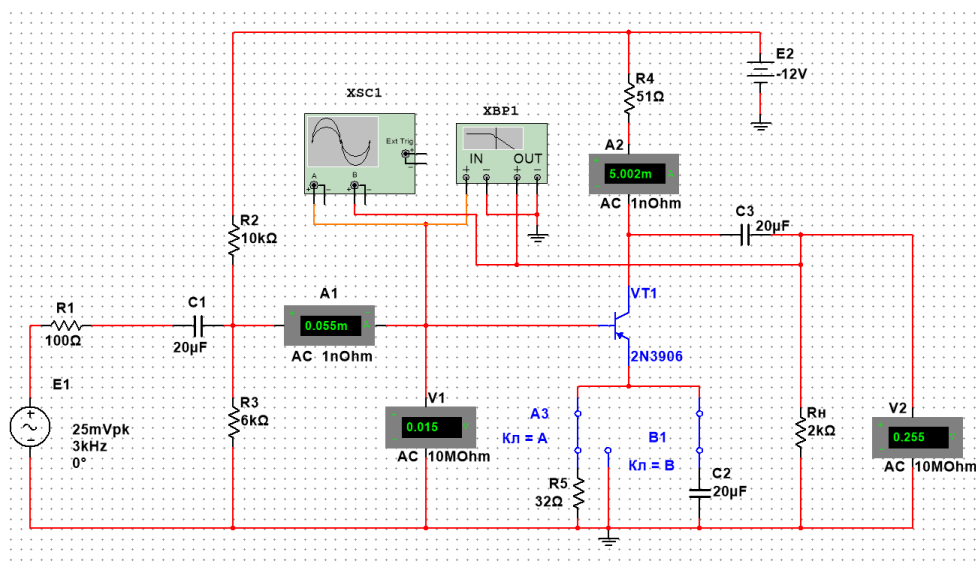 E2
-12V
R4
51Ω
XSC1
XBP1
Ext Trig
+
-
A
B
+ - + -
IN OUT
+ - + -
A2
5.002m
AC 1nOhm
C3
20µF
R2
10kΩ
VT1
2N3906
A1
0.055m
AC 1nOhm
C1
20µF
R1
100Ω
E1
25mVpk
3kHz
0°
R3
6kΩ
V1
0.015
AC 10MOhm
A3
Кл = A
B1
Кл = B
R5
32Ω
C2
20µF
Rн
2kΩ
V2
0.255
AC 10MOhm